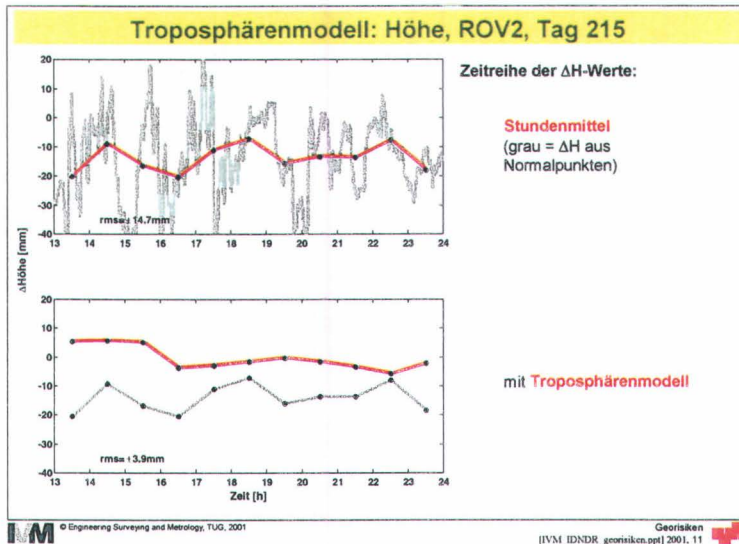 Troposphärenmodell: Höhe, ROV2, Tag 215
Zeitreihe der ΔH-Werte:
Stundenmittel
(grau = ΔH aus
Normalpunkten)
20
10
0
-10
-20
-30
-40
rms=±14.7mm
13 14 15 16 17 18 19 20 21 22 23 24
ΔHöhe [mm]
20
10
0
-10
-20
-30
-40
rms=±3.9mm
13 14 15 16 17 18 19 20 21 22 23 24
Zeit [h]
mit Troposphärenmodell
IVM
© Engineering Surveying and Metrology, TUG, 2001
Georisiken
[IVM_IDNDR_georisiken.ppt] 2001, 11